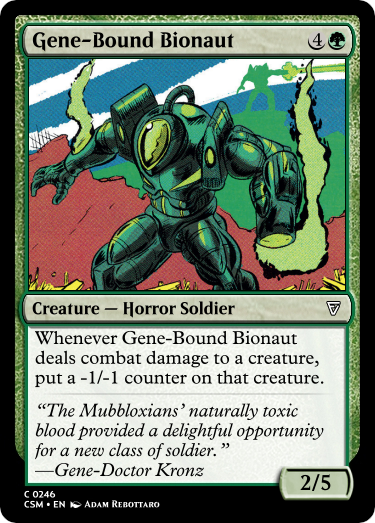 Gene-Bound Bionaut 4
Creature — Horror Soldier
Whenever Gene-Bound Bionaut
deals combat damage to a creature,
put a -1/-1 counter on that creature.
"The Mubbloxians' naturally toxic
blood provided a delightful opportunity
for a new class of soldier."
—Gene-Doctor Kronz
2/5
C 0246
CSM • EN Adam Rebottaro